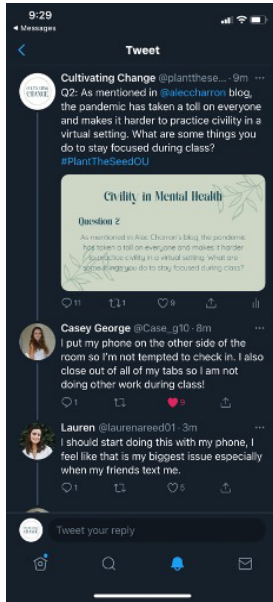 9:29
Messages
Tweet
Cultivating Change @plantthese... · 9m
Q2: As mentioned in @aleccharron blog,
the pandemic has taken a toll on everyone
and makes it harder to practice civility in a
virtual setting. What are some things you
do to stay focused during class?
#PlantTheSeedOU
Civility in Mental Health
Question 2
As mentioned in Alec Charron's blog, the pandemic
has taken a toll on everyone and makes it harder
to practice civility in a virtual setting. What are
some things you do to stay focused during class?
11 1 9
Casey George @Case_g10 · 8m
I put my phone on the other side of the
room so I'm not tempted to check in. I also
close out of all of my tabs so I am not
doing other work during class!
1 9
Lauren @laurenareed01 · 3m
I should start doing this with my phone, I
feel like that is my biggest issue especially
when my friends text me.
1 5
Tweet your reply